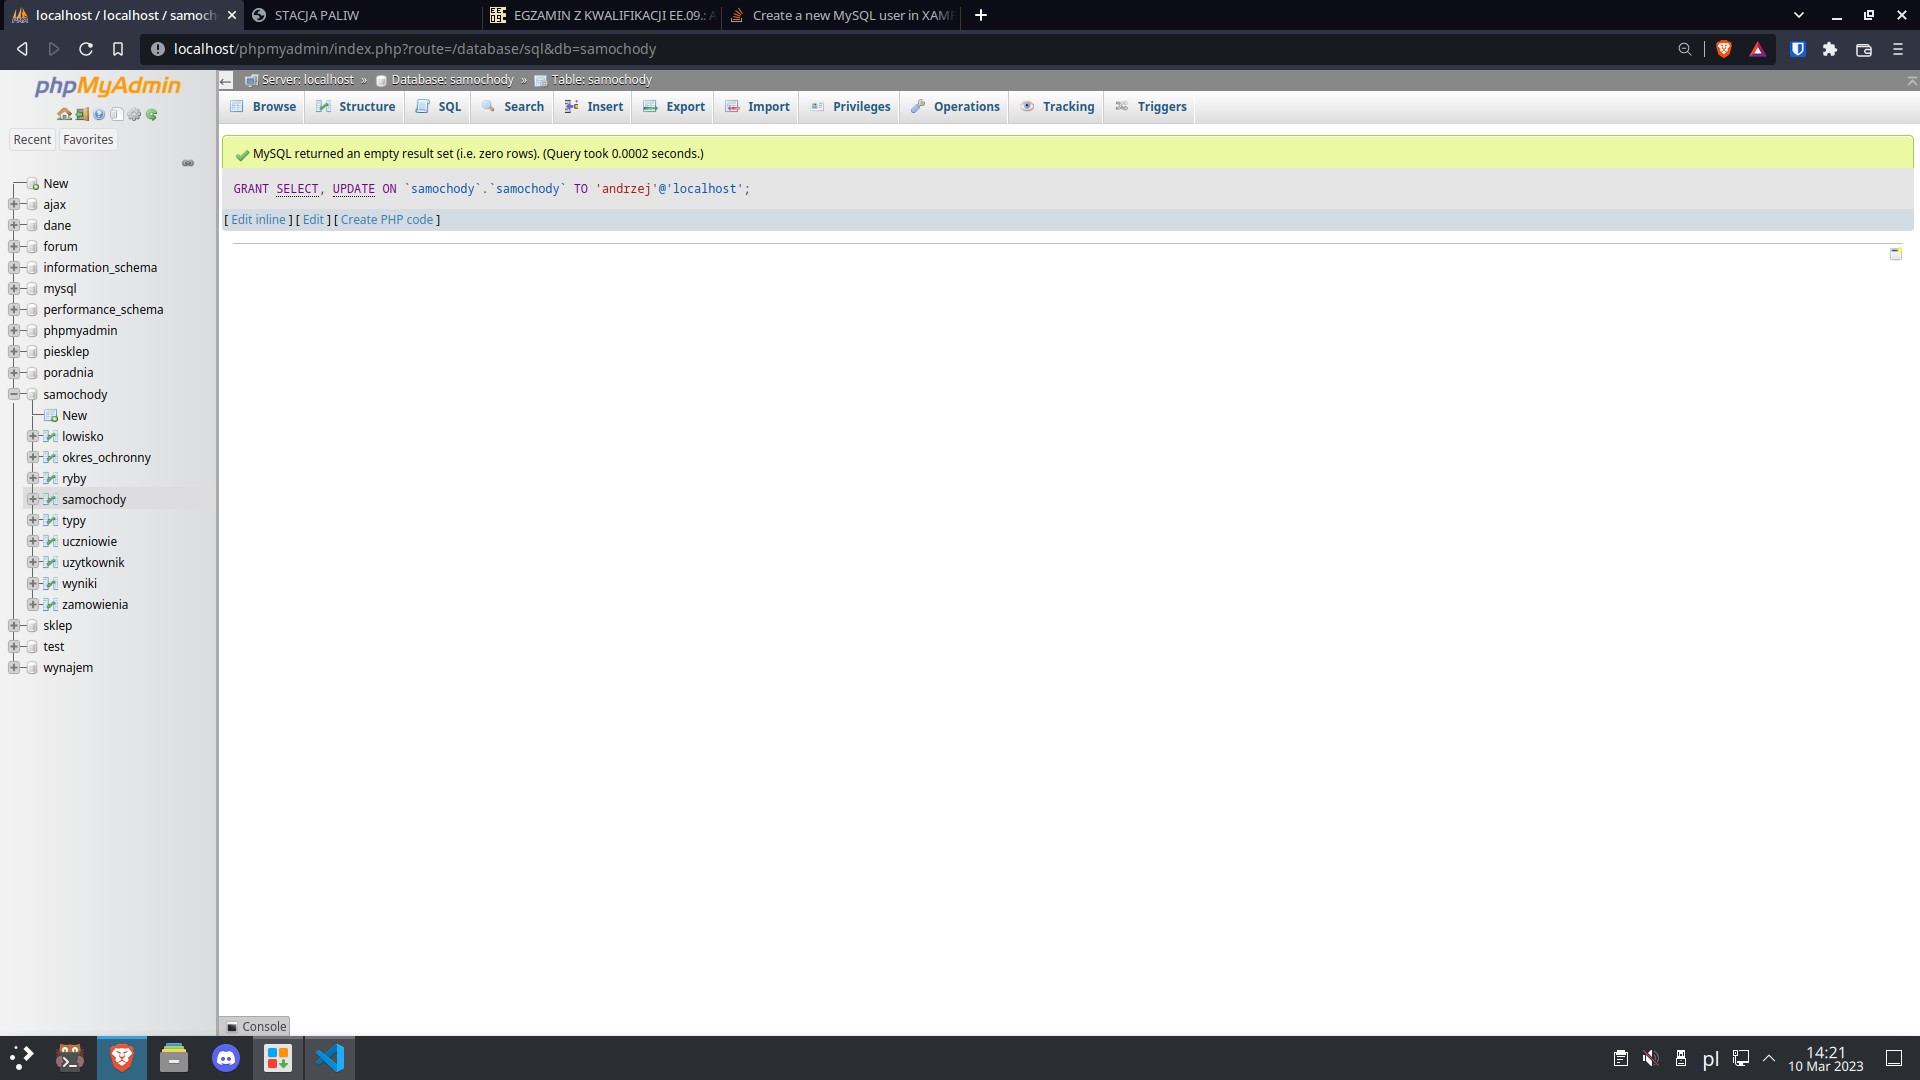 localhost / localhost / samoch
STACJA PALIW
EGZAMIN Z KWALIFIKACJI EE.09.: A
Create a new MySQL user in XAMP
localhost/phpmyadmin/index.php?route=/database/sql&db=samochody
phpMyAdmin
Recent Favorites
New
ajax
dane
forum
information_schema
mysql
performance_schema
phpmyadmin
piesklep
poradnia
samochody
New
lowisko
okres_ochronny
ryby
samochody
typy
uczniowie
uzytkownik
wyniki
zamowienia
sklep
test
wynajem
Server: localhost » Database: samochody » Table: samochody
Browse Structure SQL Search Insert Export Import Privileges Operations Tracking Triggers
MySQL returned an empty result set (i.e. zero rows). (Query took 0.0002 seconds.)
GRANT SELECT, UPDATE ON `samochody`.`samochody` TO 'andrzej'@'localhost';
[ Edit inline ] [ Edit ] [ Create PHP code ]
Console
pl
14:21
10 Mar 2023